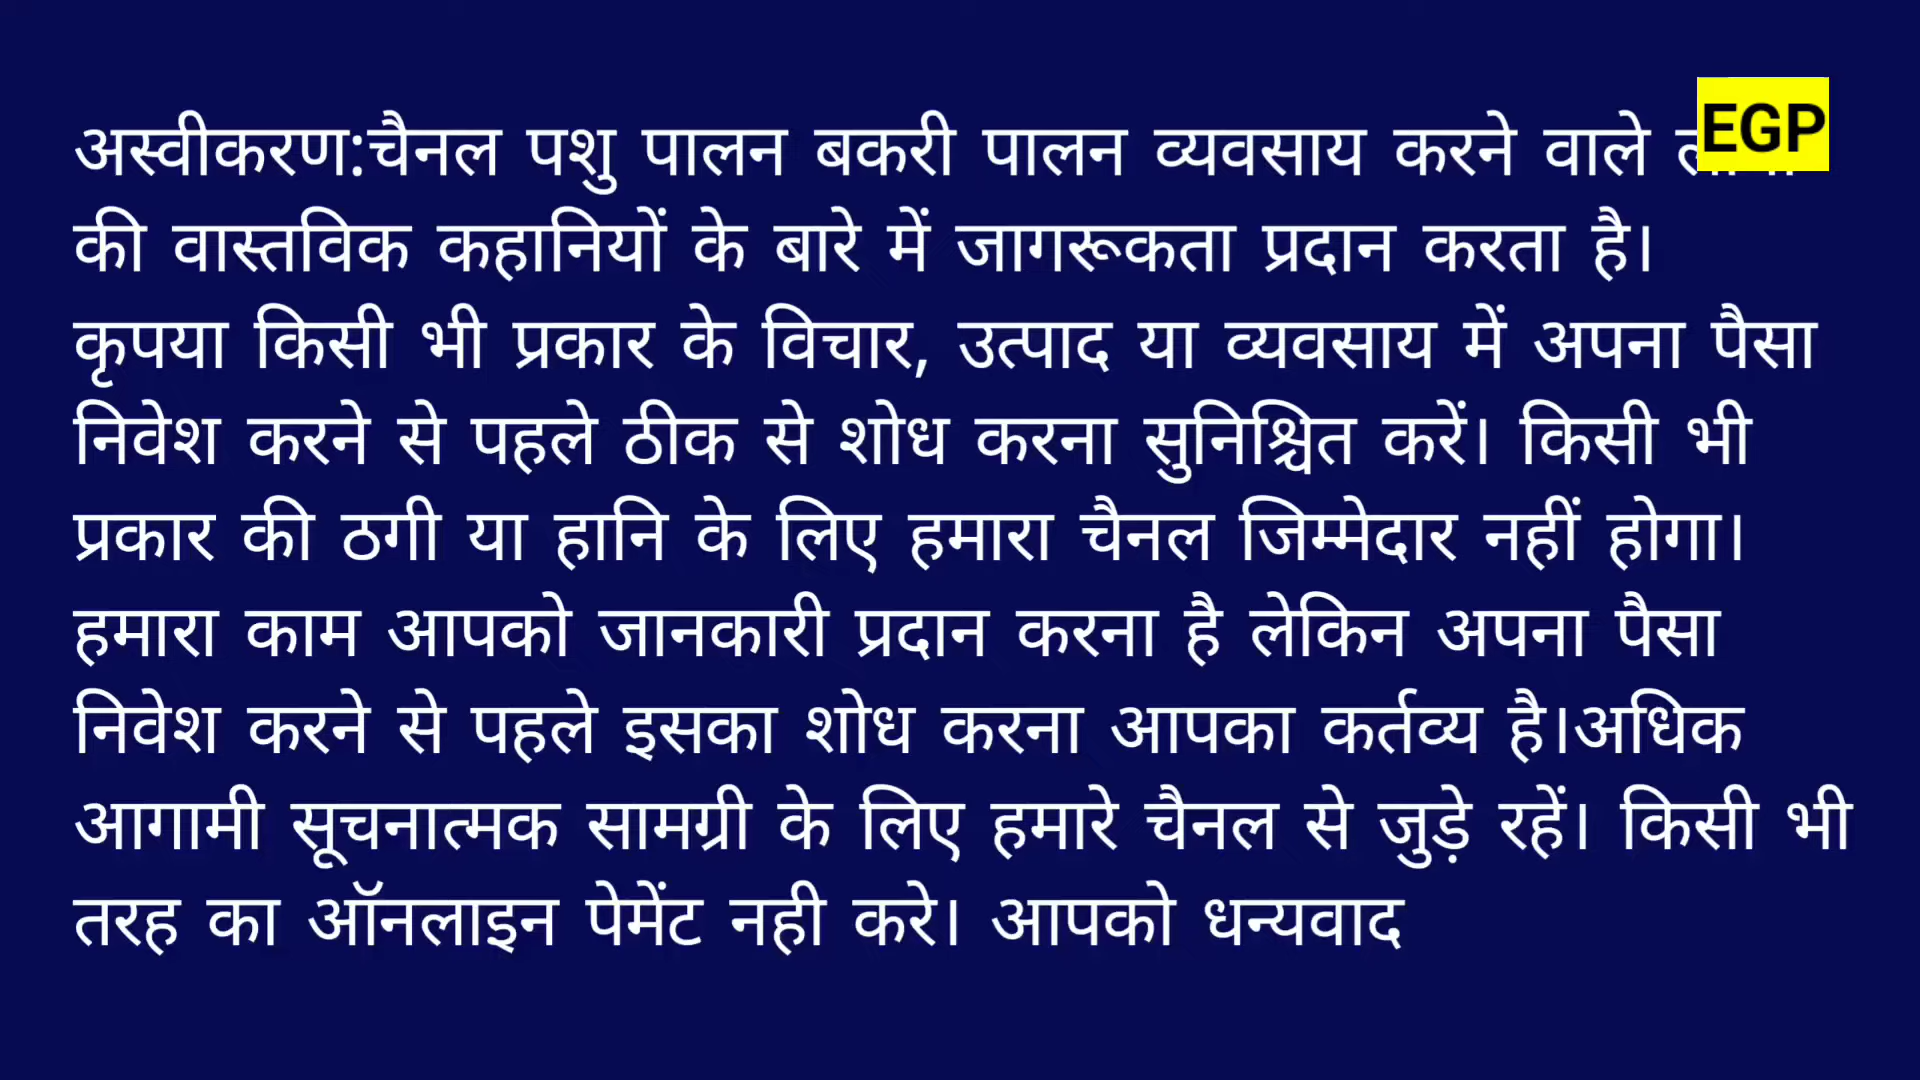 EGP
अस्वीकरण:चैनल पशु पालन बकरी पालन व्यवसाय करने वाले
की वास्तविक कहानियों के बारे में जागरूकता प्रदान करता है।
कृपया किसी भी प्रकार के विचार, उत्पाद या व्यवसाय में अपना पैसा
निवेश करने से पहले ठीक से शोध करना सुनिश्चित करें। किसी भी
प्रकार की ठगी या हानि के लिए हमारा चैनल जिम्मेदार नहीं होगा।
हमारा काम आपको जानकारी प्रदान करना है लेकिन अपना पैसा
निवेश करने से पहले इसका शोध करना आपका कर्तव्य है।अधिक
आगामी सूचनात्मक सामग्री के लिए हमारे चैनल से जुड़े रहें। किसी भी
तरह का ऑनलाइन पेमेंट नही करे। आपको धन्यवाद